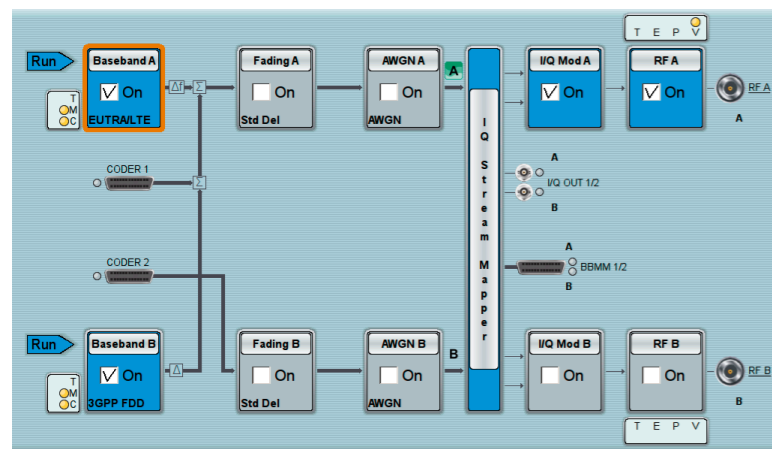 T E P V
Run
Baseband A
On
EUTRA/LTE
T
M
C
Δf
Σ
Fading A
On
Std Del
AWGN A
On
AWGN
A
I/Q Mod A
On
RF A
On
RF A
A
CODER 1
Σ
IQ Stream Mapper
A
I/Q OUT 1/2
B
CODER 2
A
BBMM 1/2
B
Run
Baseband B
On
3GPP FDD
T
M
C
Δ
Fading B
On
Std Del
AWGN B
On
AWGN
B
I/Q Mod B
On
RF B
On
RF B
B
T E P V